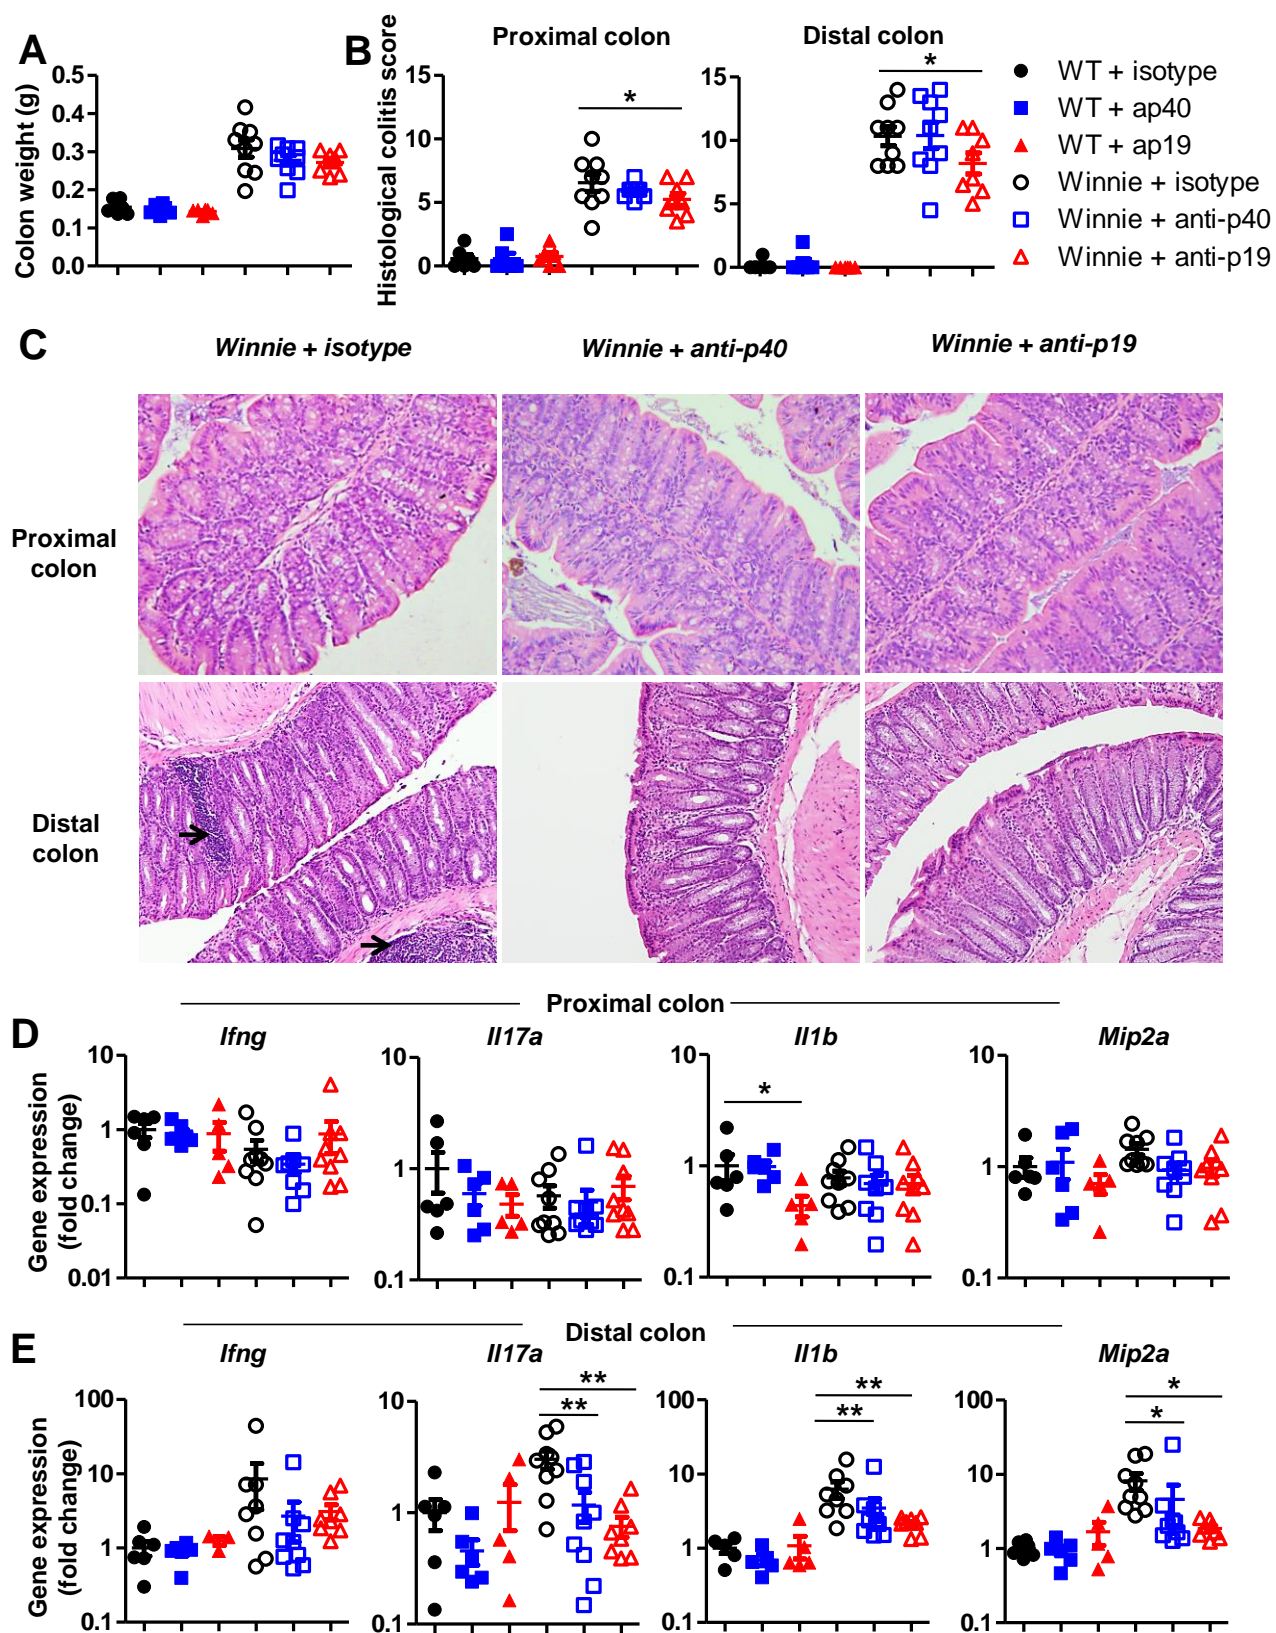 A
Colon weight (g)
0.5
0.4
0.3
0.2
0.1
0.0
B
Histological colitis score
Proximal colon
15
10
5
0
*
Distal colon
15
10
5
0
*
WT + isotype
WT + ap40
WT + ap19
Winnie + isotype
Winnie + anti-p40
Winnie + anti-p19
C
Winnie + isotype
Winnie + anti-p40
Winnie + anti-p19
Proximal
colon
Distal
colon
Proximal colon
D
Gene expression
(fold change)
Ifng
10
1
0.1
0.01
Il17a
10
1
0.1
Il1b
10
1
0.1
*
Mip2a
10
1
0.1
Distal colon
E
Gene expression
(fold change)
Ifng
100
10
1
0.1
Il17a
10
1
0.1
**
**
Il1b
100
10
1
0.1
**
**
Mip2a
100
10
1
0.1
*
*